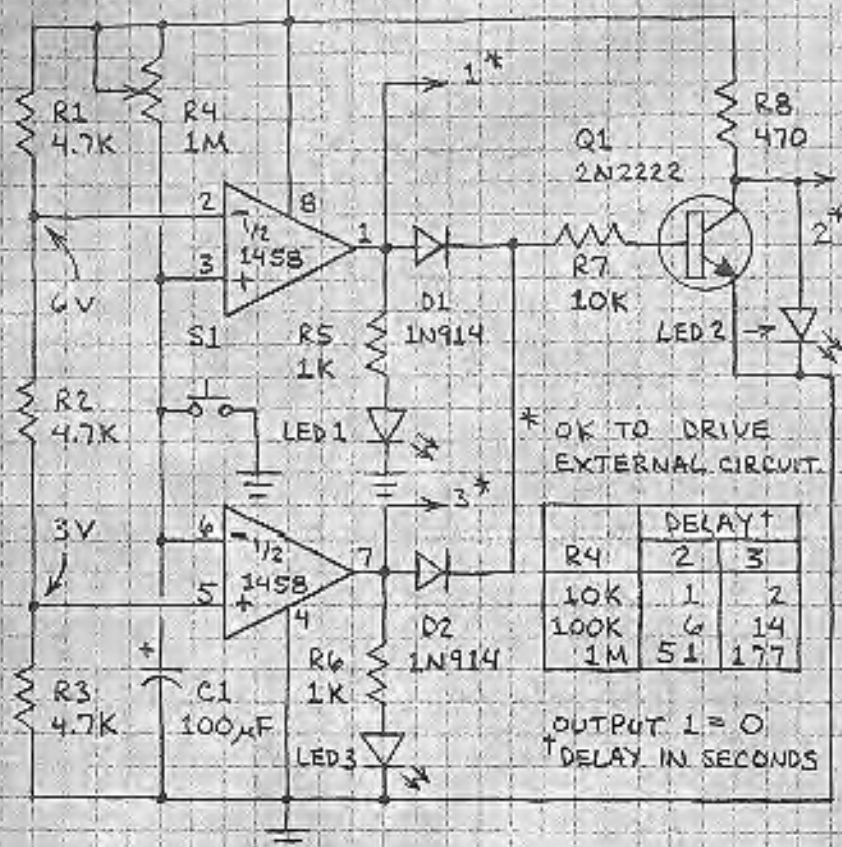 R1
4.7K
R4
1M
1*
R8
470
Q1
2N2222
2
8
-
1/2
1458
1
3
+
6V
S1
R5
1K
D1
1N914
R7
10K
2*
LED 2
R2
4.7K
LED 1
* OK TO DRIVE
EXTERNAL CIRCUIT.
3V
6
-
1/2
1458
7
5
+
4
3*
DELAY†
R4 2 3
10K 1 2
100K 6 14
1M 51 177
D2
1N914
R6
1K
R3
4.7K
+
C1
100µF
LED3
OUTPUT 1 = 0
† DELAY IN SECONDS